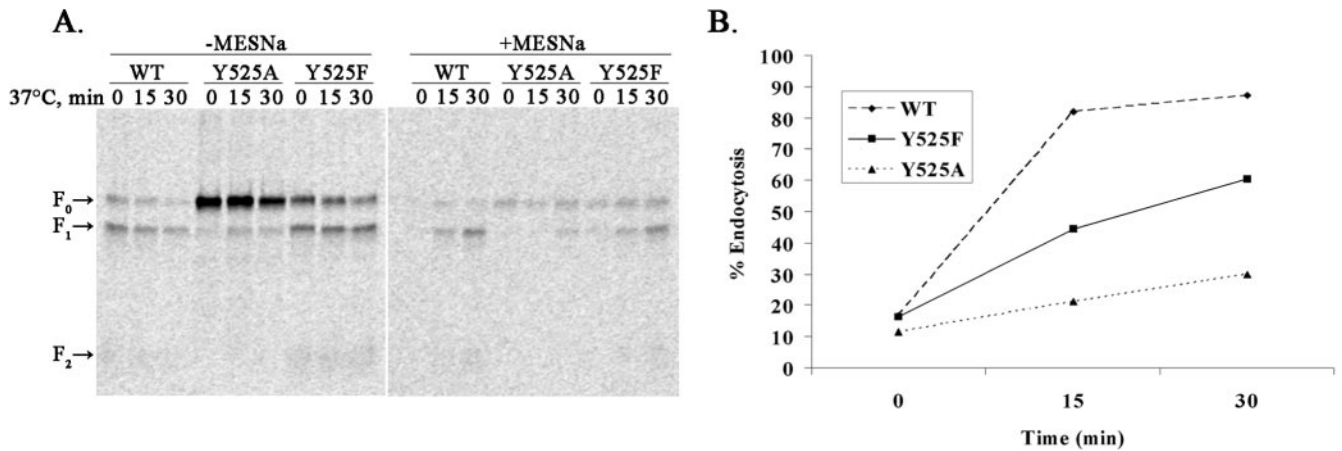 A.
-MESNa +MESNa
WT Y525A Y525F WT Y525A Y525F
37°C, min 0 15 30 0 15 30 0 15 30 0 15 30 0 15 30 0 15 30
F0→
F1→
F2→
B.
100
90
80
70
60
50
40
30
20
10
0
% Endocytosis
WT
Y525F
Y525A
0 15 30
Time (min)